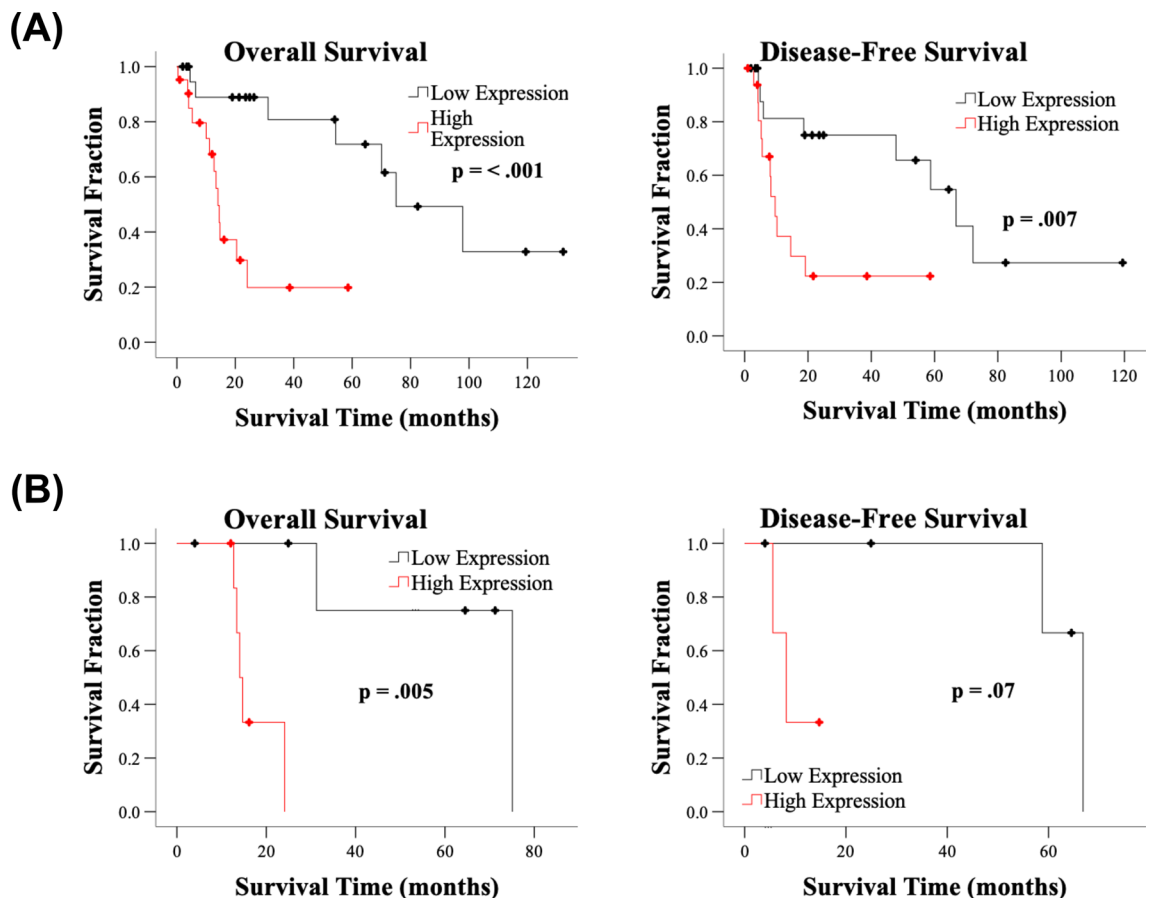 (A)
Overall Survival
1.0
0.8
0.6
0.4
0.2
0.0
Survival Fraction
Low Expression
High
Expression
p = < .001
0 20 40 60 80 100 120
Survival Time (months)
Disease-Free Survival
1.0
0.8
0.6
0.4
0.2
0.0
Survival Fraction
Low Expression
High Expression
p = .007
0 20 40 60 80 100 120
Survival Time (months)
(B)
Overall Survival
1.0
0.8
0.6
0.4
0.2
0.0
Survival Fraction
Low Expression
High Expression
p = .005
0 20 40 60 80
Survival Time (months)
Disease-Free Survival
1.0
0.8
0.6
0.4
0.2
0.0
Survival Fraction
p = .07
Low Expression
High Expression
0 20 40 60
Survival Time (months)